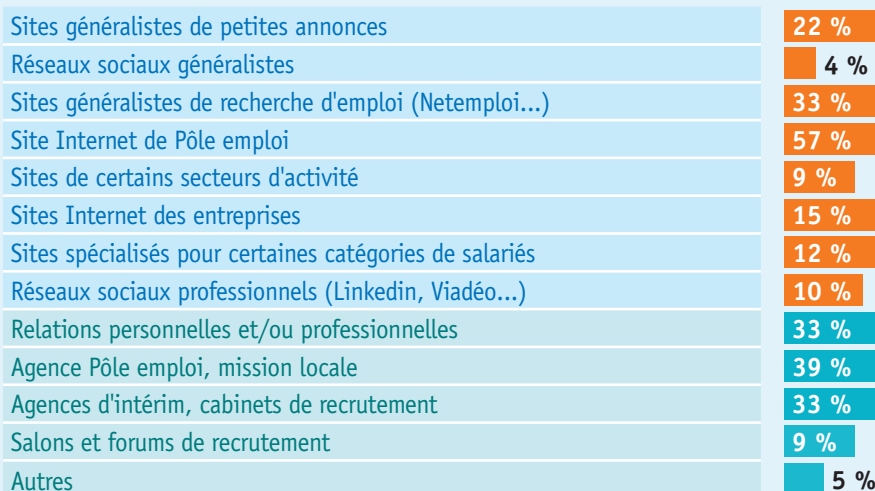 Sites généralistes de petites annonces 22 %
Réseaux sociaux généralistes 4 %
Sites généralistes de recherche d'emploi (Netemploi...) 33 %
Site Internet de Pôle emploi 57 %
Sites de certains secteurs d'activité 9 %
Sites Internet des entreprises 15 %
Sites spécialisés pour certaines catégories de salariés 12 %
Réseaux sociaux professionnels (Linkedin, Viadéo...) 10 %
Relations personnelles et/ou professionnelles 33 %
Agence Pôle emploi, mission locale 39 %
Agences d'intérim, cabinets de recrutement 33 %
Salons et forums de recrutement 9 %
Autres 5 %